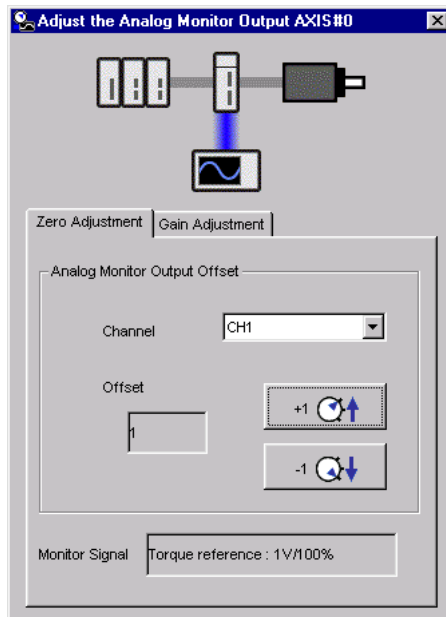 Adjust the Analog Monitor Output AXIS#0
Zero Adjustment
Gain Adjustment
Analog Monitor Output Offset
Channel
CH1
Offset
1
+1
-1
Monitor Signal
Torque reference : 1V/100%